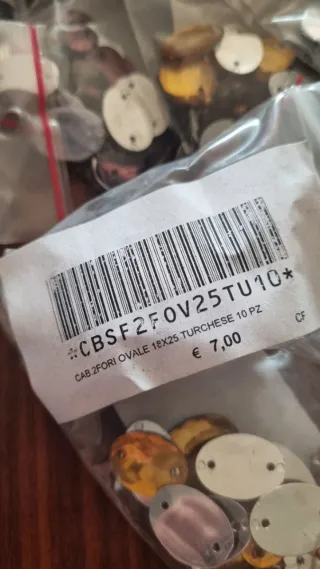 *CBSF2FOV25TU10*
CAB.2FORI OVALE 18X25 TURCHESE 10 PZ
€ 7,00
CF